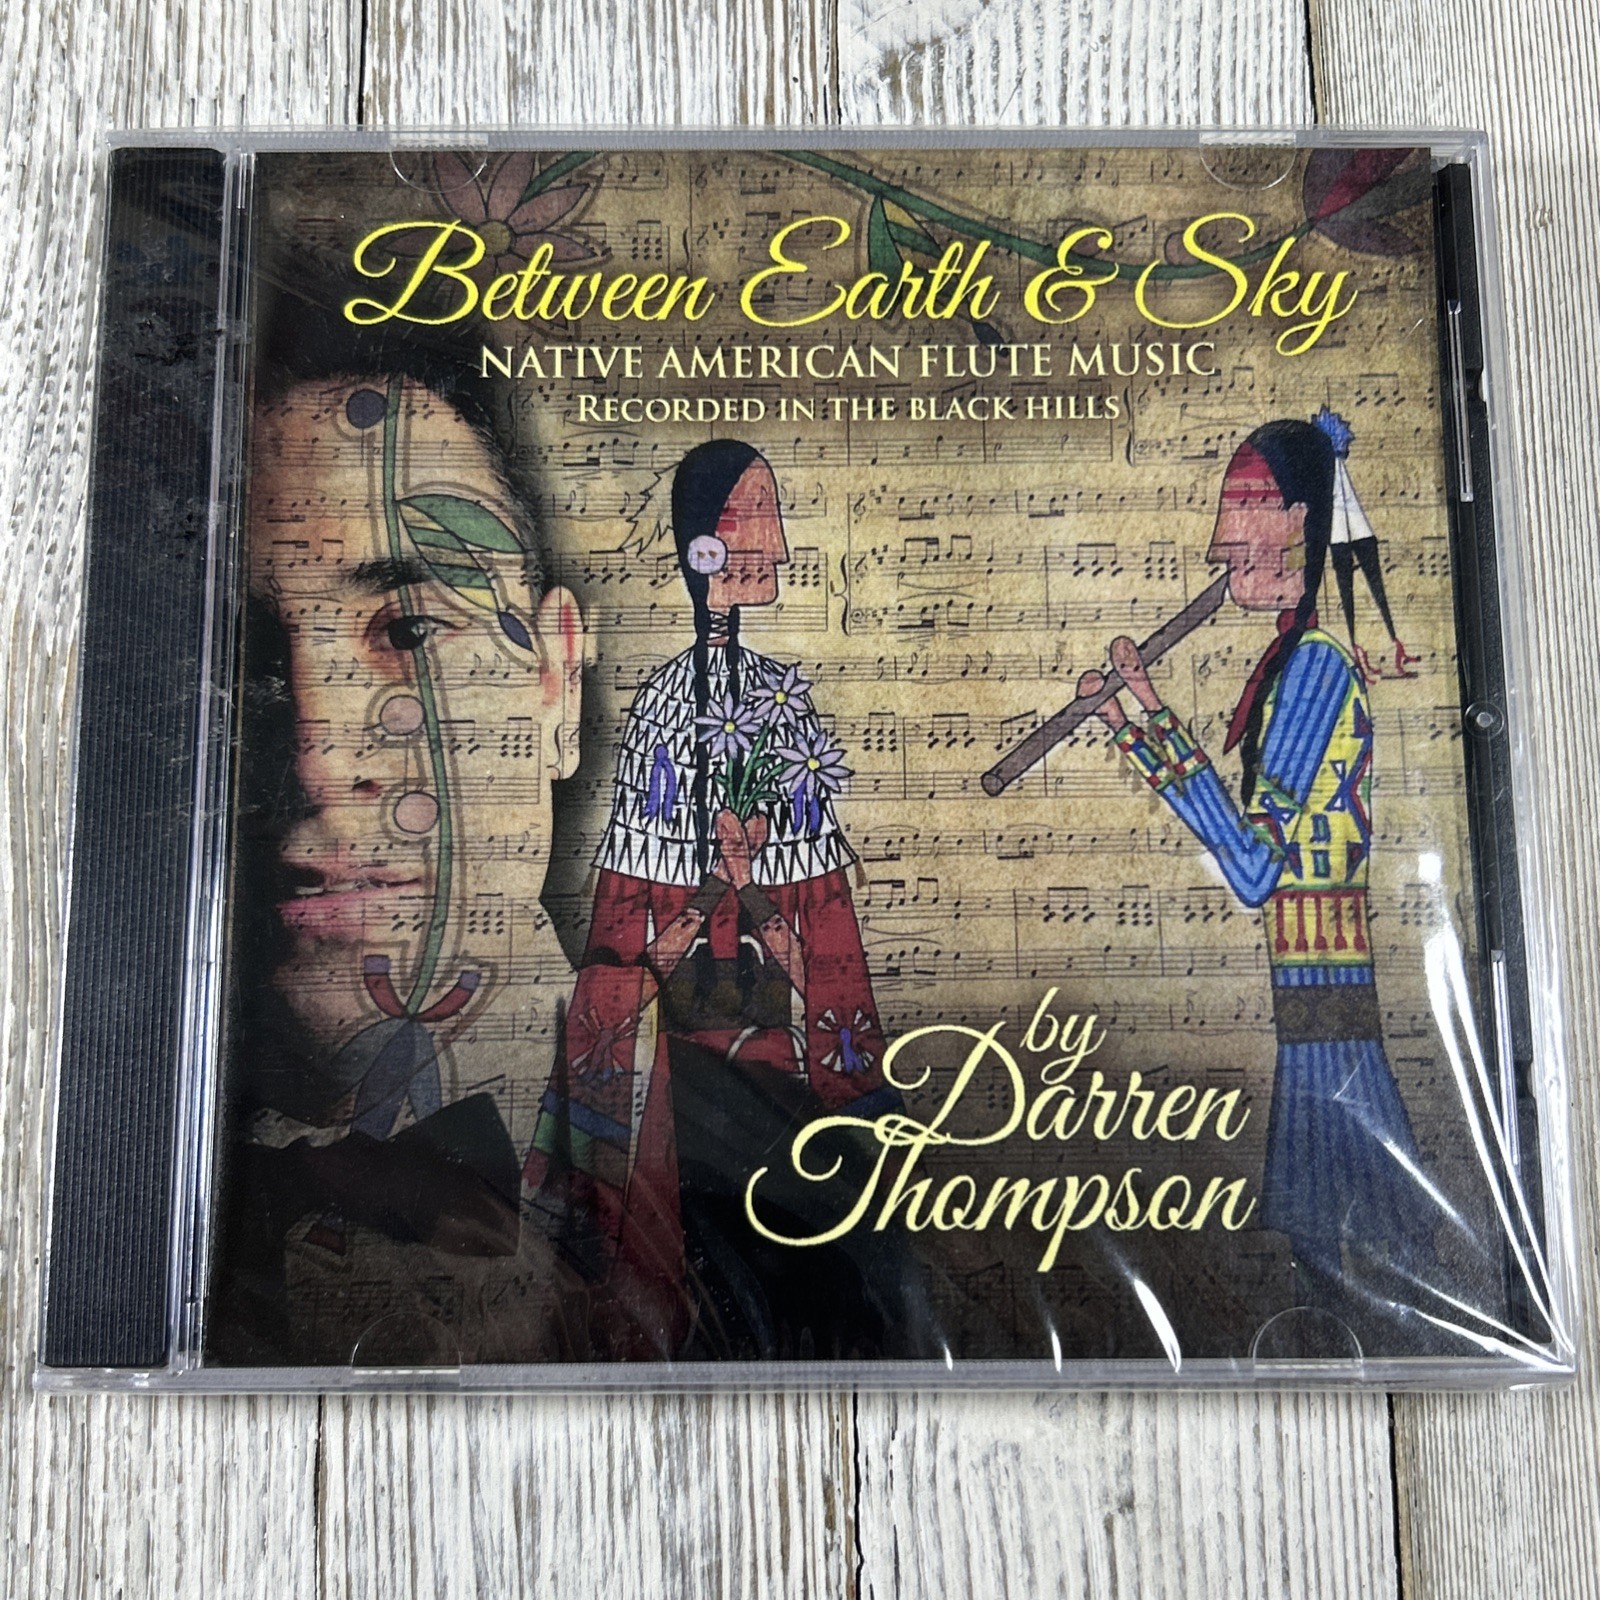 Between Earth & Sky
NATIVE AMERICAN FLUTE MUSIC
RECORDED IN THE BLACK HILLS
by
Darren
Thompson